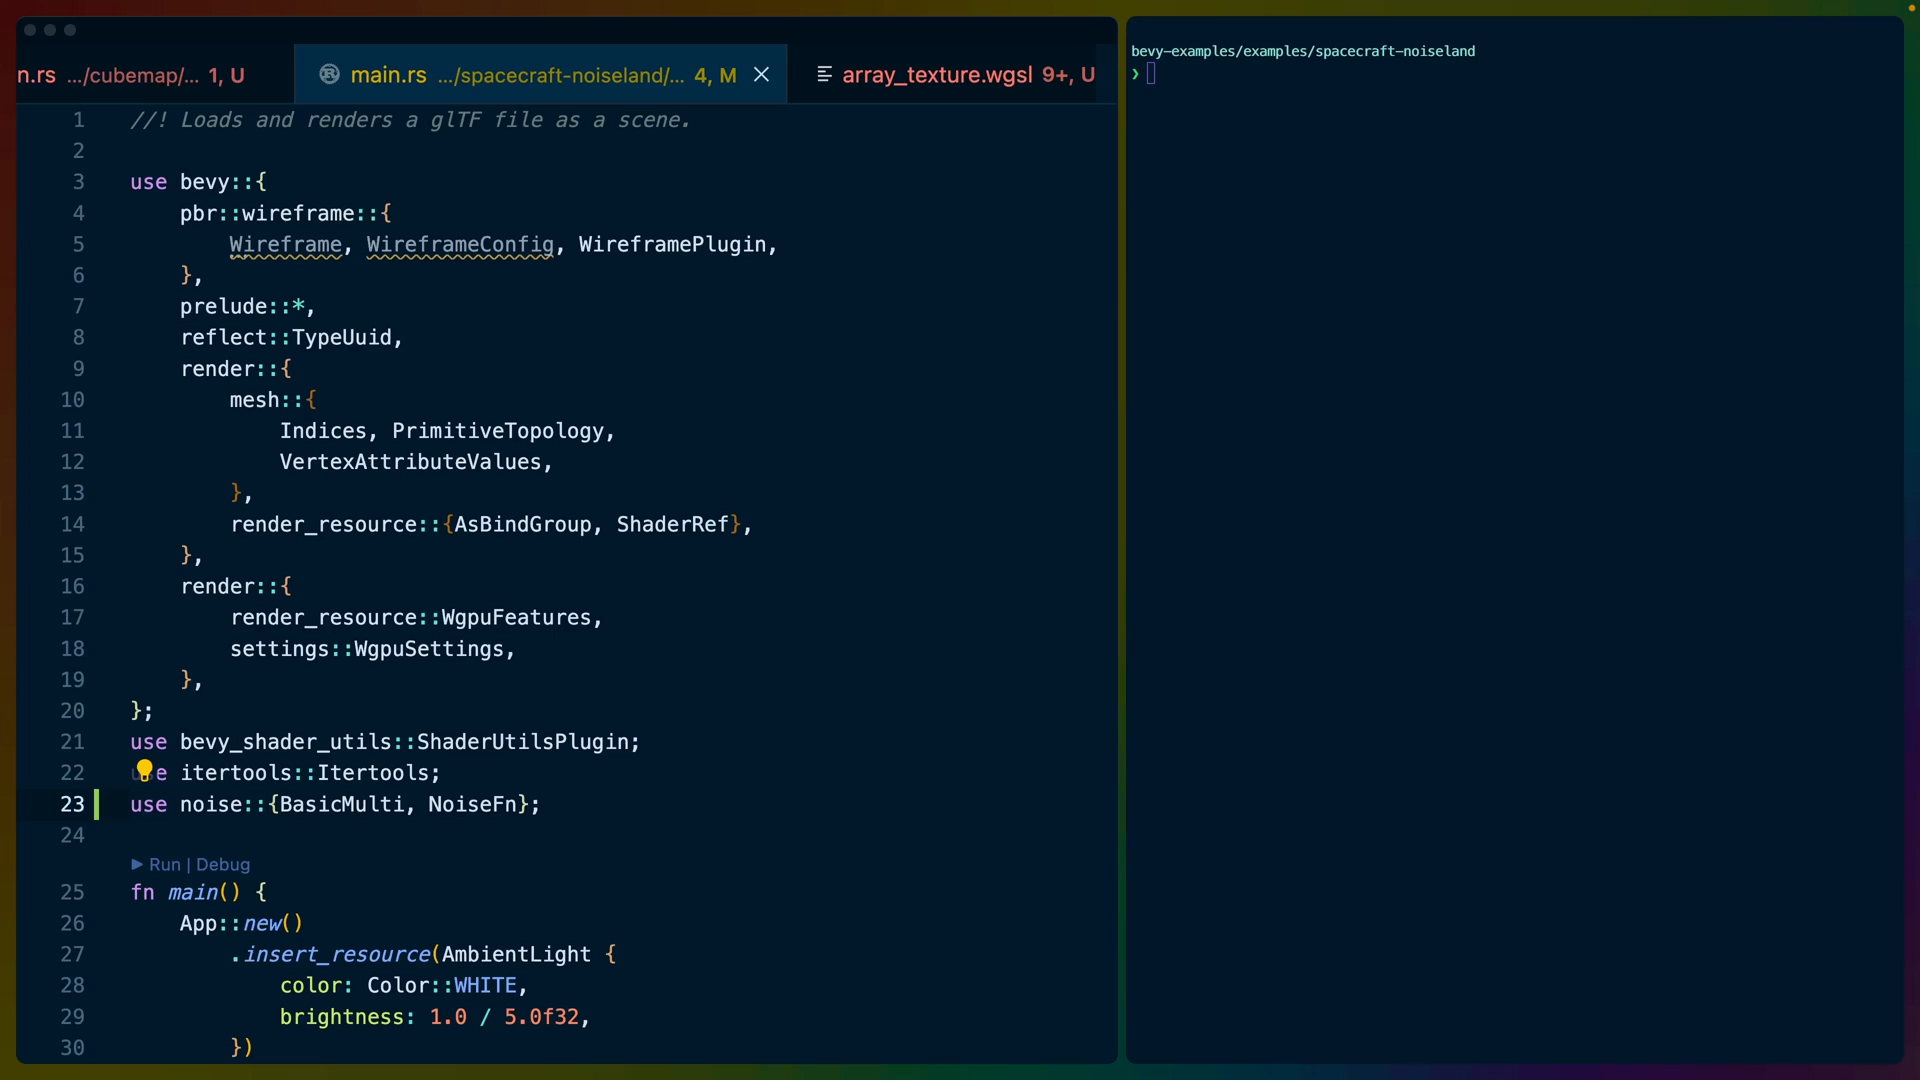 n.rs .../cubemap/... 1, U
main.rs .../spacecraft-noiseland/... 4, M
array_texture.wgsl 9+, U
1 //! Loads and renders a glTF file as a scene.
2
3 use bevy::{
4 pbr::wireframe::{
5 Wireframe, WireframeConfig, WireframePlugin,
6 },
7 prelude::*,
8 reflect::TypeUuid,
9 render::{
10 mesh::{
11 Indices, PrimitiveTopology,
12 VertexAttributeValues,
13 },
14 render_resource::{AsBindGroup, ShaderRef},
15 },
16 render::{
17 render_resource::WgpuFeatures,
18 settings::WgpuSettings,
19 },
20 };
21 use bevy_shader_utils::ShaderUtilsPlugin;
22 use itertools::Itertools;
23 use noise::{BasicMulti, NoiseFn};
24
Run | Debug
25 fn main() {
26 App::new()
27 .insert_resource(AmbientLight {
28 color: Color::WHITE,
29 brightness: 1.0 / 5.0f32,
30 })
bevy-examples/examples/spacecraft-noiseland
❯